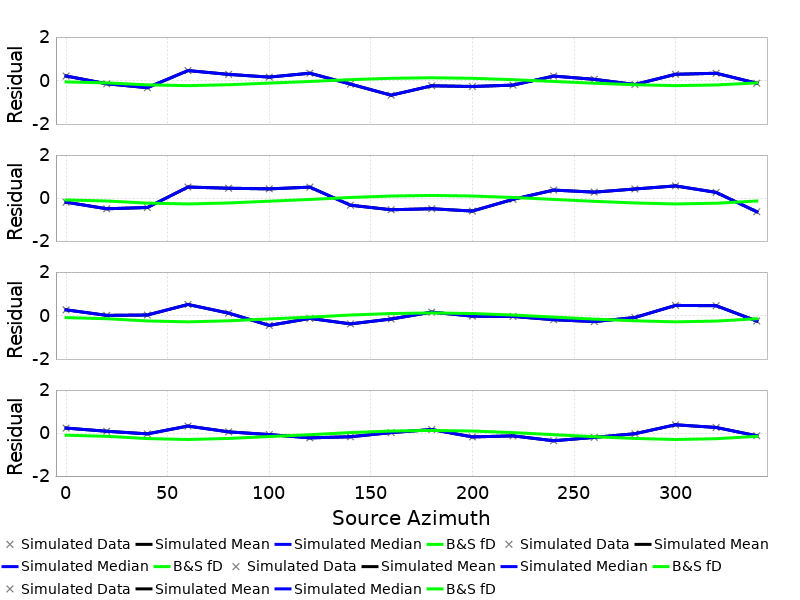 2
0
-2
Residual
2
0
-2
Residual
2
0
-2
Residual
2
0
-2
Residual
0 50 100 150 200 250 300
Source Azimuth
× Simulated Data Simulated Mean Simulated Median B&S fD × Simulated Data Simulated Mean
Simulated Median B&S fD × Simulated Data Simulated Mean Simulated Median B&S fD
× Simulated Data Simulated Mean Simulated Median B&S fD